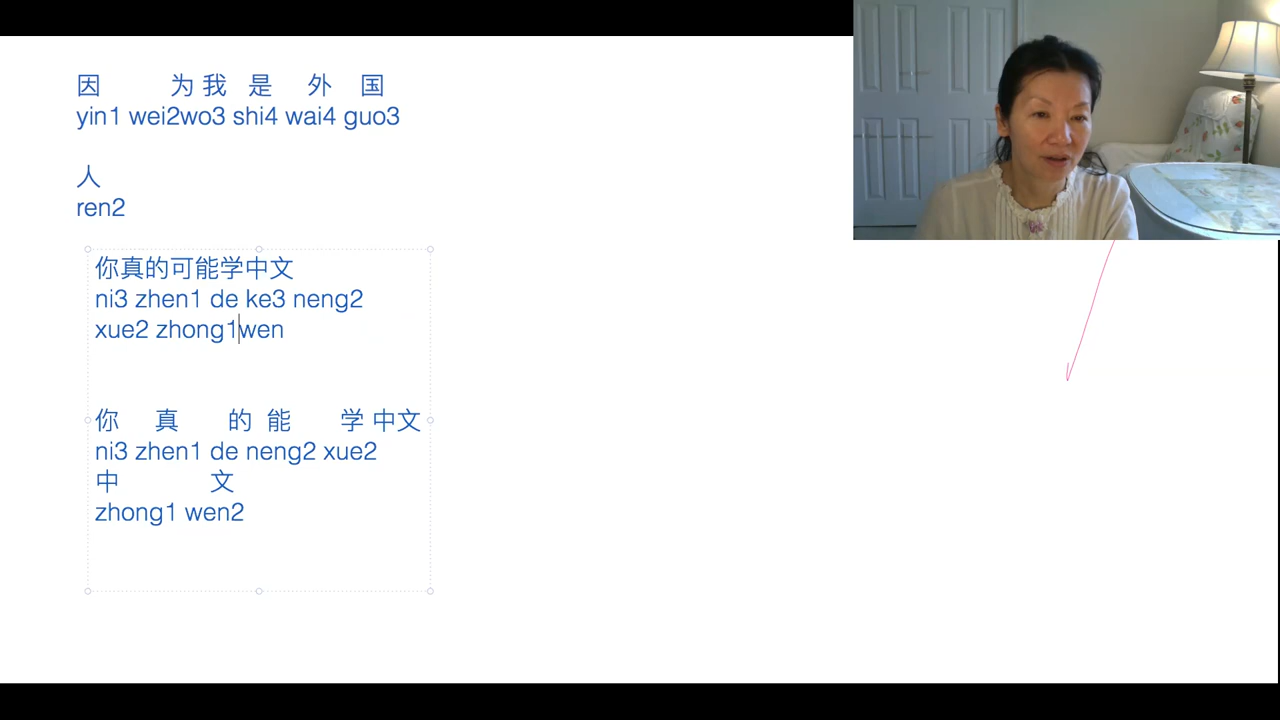 因 为 我 是 外 国
yin1 wei2wo3 shi4 wai4 guo3
人
ren2
你真的可能学中文
ni3 zhen1 de ke3 neng2
xue2 zhong1wen
你 真 的 能 学 中文
ni3 zhen1 de neng2 xue2
中 文
zhong1 wen2